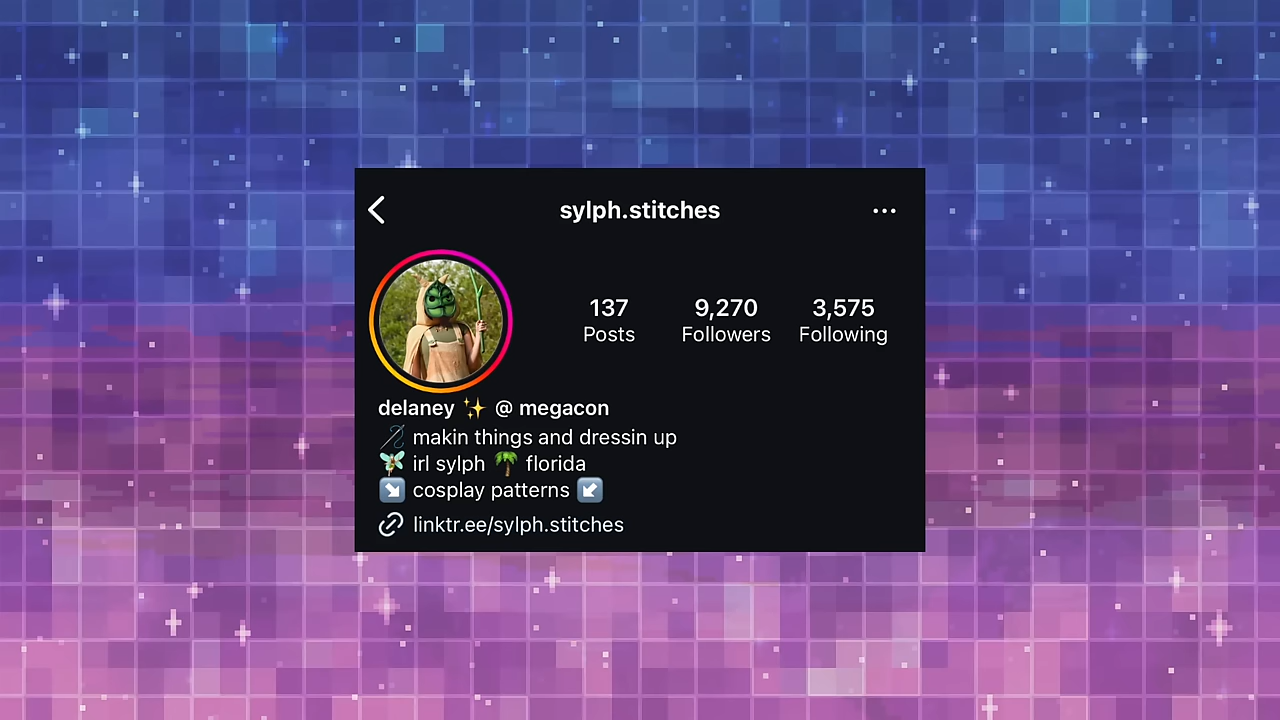 sylph.stitches
137 9,270 3,575
Posts Followers Following
delaney ✨ @ megacon
🪡 makin things and dressin up
🧚 irl sylph 🌴 florida
↘️ cosplay patterns ↙️
linktr.ee/sylph.stitches